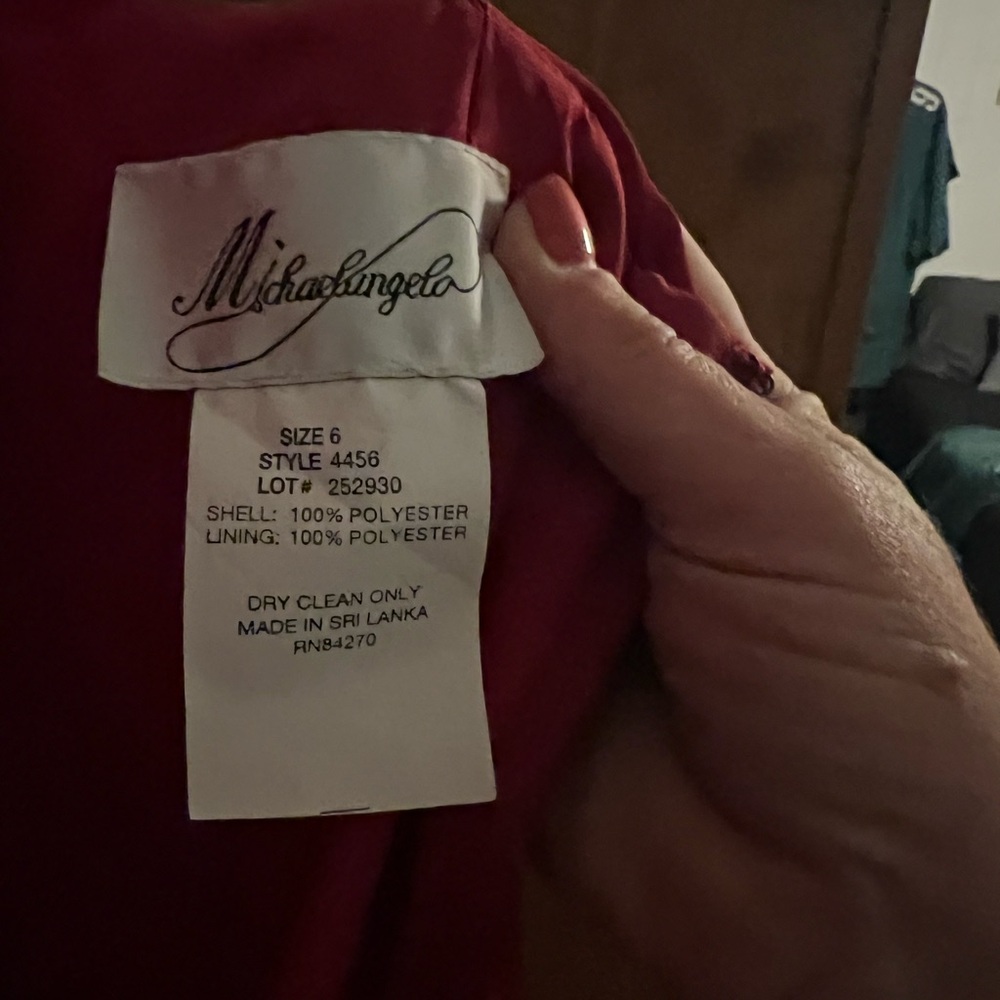 Michaelangelo
SIZE 6
STYLE 4456
LOT# 252930
SHELL: 100% POLYESTER
LINING: 100% POLYESTER
DRY CLEAN ONLY
MADE IN SRI LANKA
RN84270